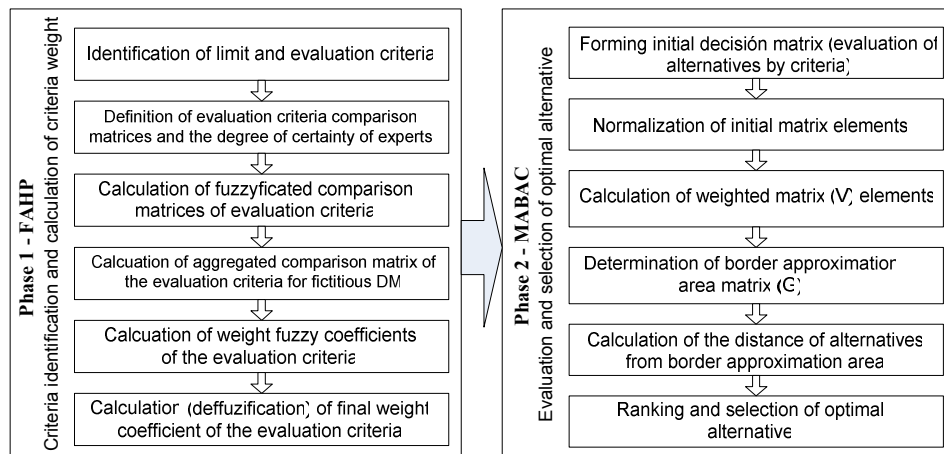 Phase 1 - FAHP
Criteria identification and calculation of criteria weight
Identification of limit and evaluation criteria
Definition of evaluation criteria comparison
matrices and the degree of certainty of experts
Calculation of fuzzyficated comparison
matrices of evaluation criteria
Calcuation of aggregated comparison matrix of
the evaluation criteria for fictitious DM
Calcuation of weight fuzzy coefficients
of the evaluation criteria
Calculation (deffuzification) of final weight
coefficient of the evaluation criteria
Phase 2 - MABAC
Evaluation and selection of optimal alternative
Forming initial decisión matrix (evaluation of
alternatives by criteria)
Normalization of initial matrix elements
Calculation of weighted matrix (V) elements
Determination of border approximation
area matrix (G)
Calculation of the distance of alternatives
from border approximation area
Ranking and selection of optimal
alternative